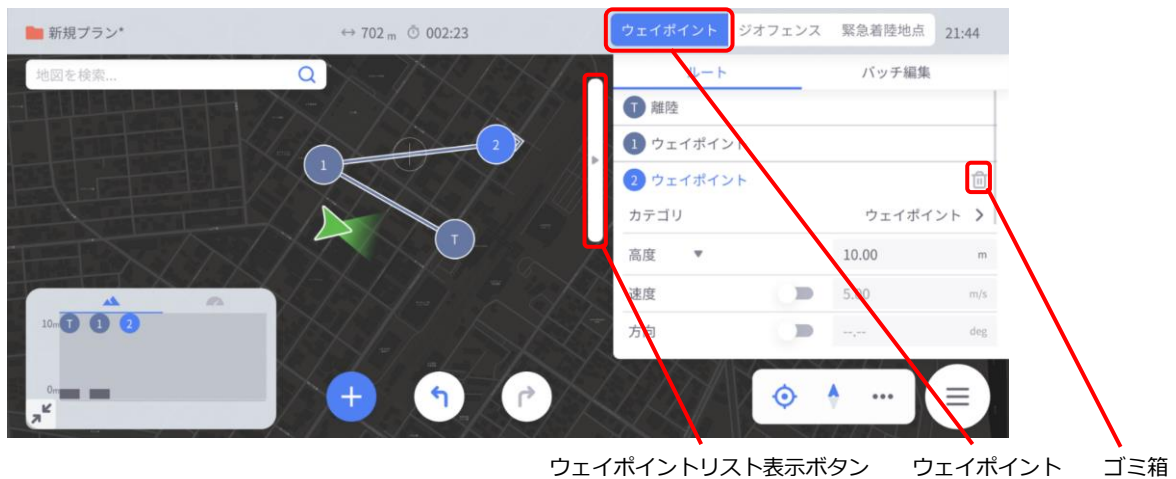 新規プラン*
↔ 702 m 002:23
ウェイポイント ジオフェンス 緊急着陸地点 21:44
地図を検索...
ルート バッチ編集
T 離陸
1 ウェイポイント
2 ウェイポイント
カテゴリ ウェイポイント >
高度 ▼ 10.00 m
速度 5.00 m/s
方向 --.-- deg
1
2
T
10m T 1 2
0m
ウェイポイントリスト表示ボタン ウェイポイント ゴミ箱